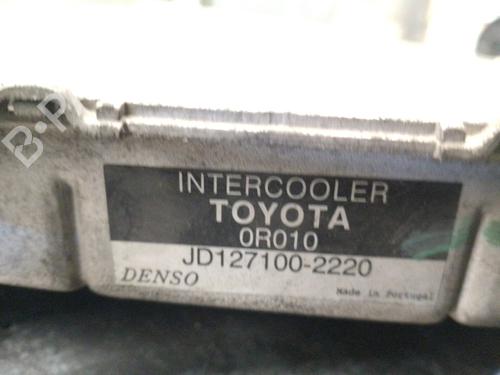 INTERCOOLER
TOYOTA
0R010
JD127100-2220
DENSO
Made in Portugal